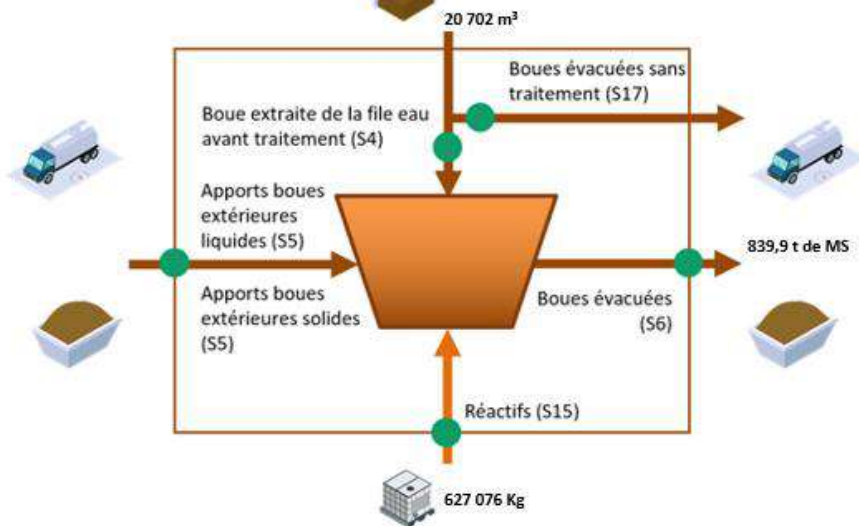 20 702 m³
Boues évacuées sans
traitement (S17)
Boue extraite de la file eau
avant traitement (S4)
Apports boues
extérieures
liquides (S5)
839,9 t de MS
Apports boues
extérieures solides
(S5)
Boues évacuées
(S6)
Réactifs (S15)
627 076 Kg